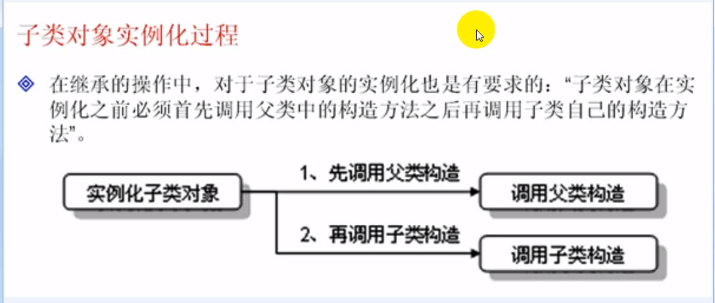 子类对象实例化过程
在继承的操作中，对于子类对象的实例化也是有要求的：“子类对象在实
例化之前必须首先调用父类中的构造方法之后再调用子类自己的构造方
法”。
1、先调用父类构造
实例化子类对象
调用父类构造
2、再调用子类构造
调用子类构造